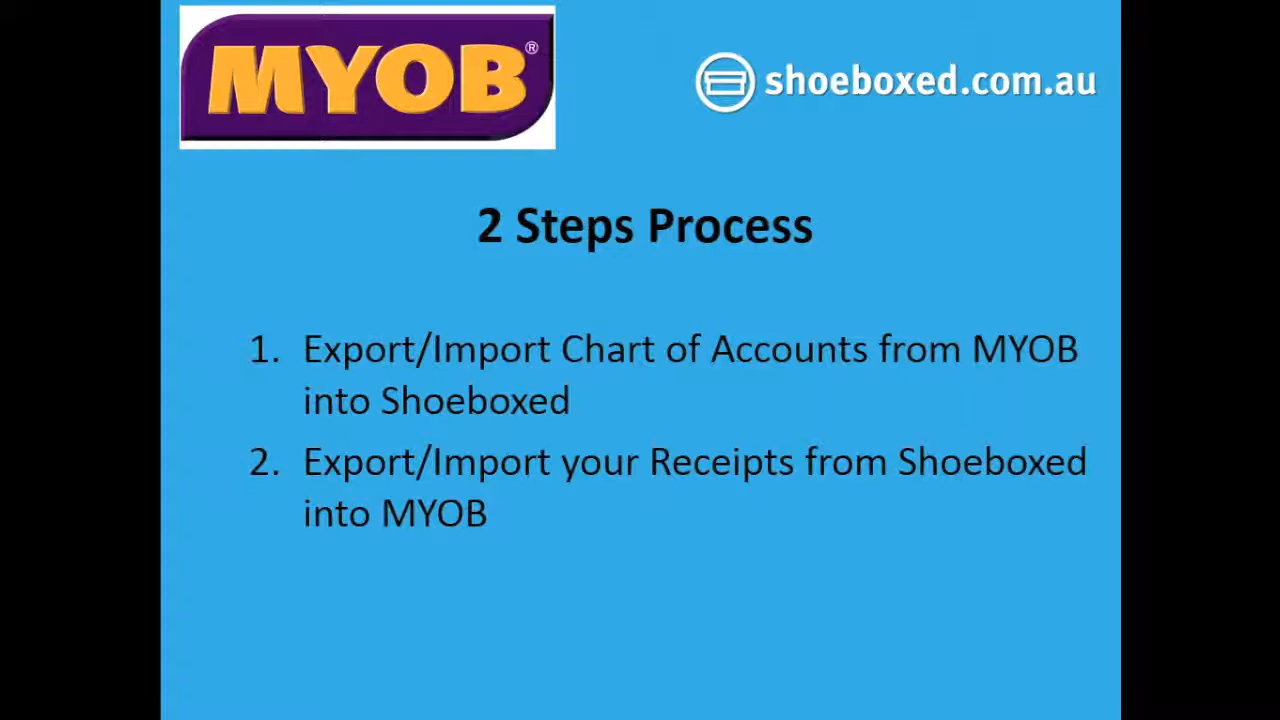 MYOB®
shoeboxed.com.au
2 Steps Process
1. Export/Import Chart of Accounts from MYOB
into Shoeboxed
2. Export/Import your Receipts from Shoeboxed
into MYOB